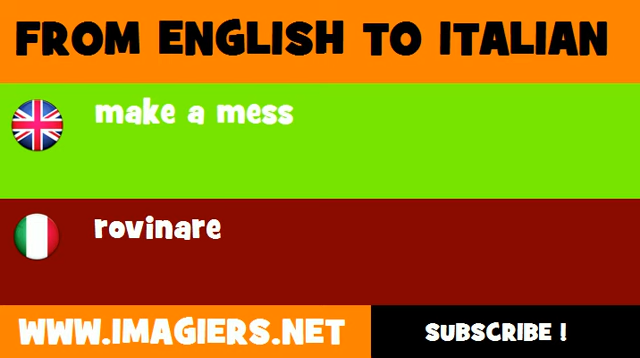 FROM ENGLISH TO ITALIAN
make a mess
rovinare
WWW.IMAGIERS.NET
SUBSCRIBE !